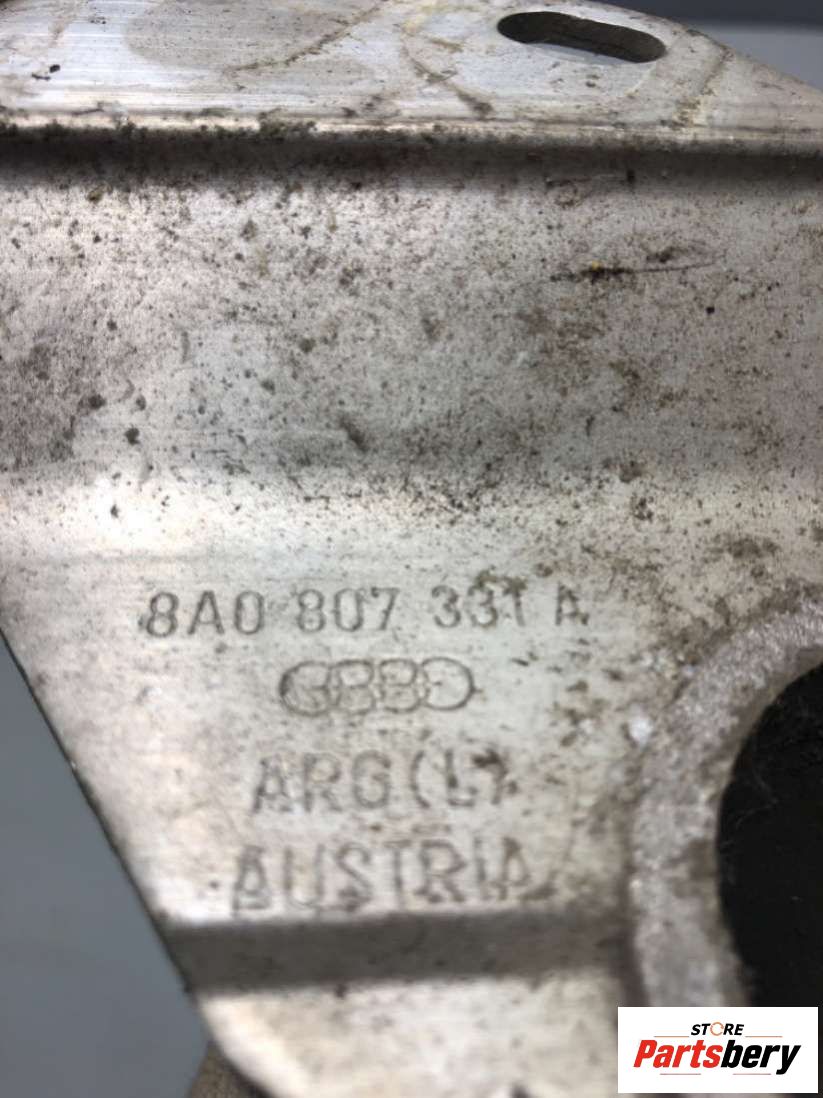 8A0 807 331 A
ARG(L)
AUSTRIA
STORE
Partsbery